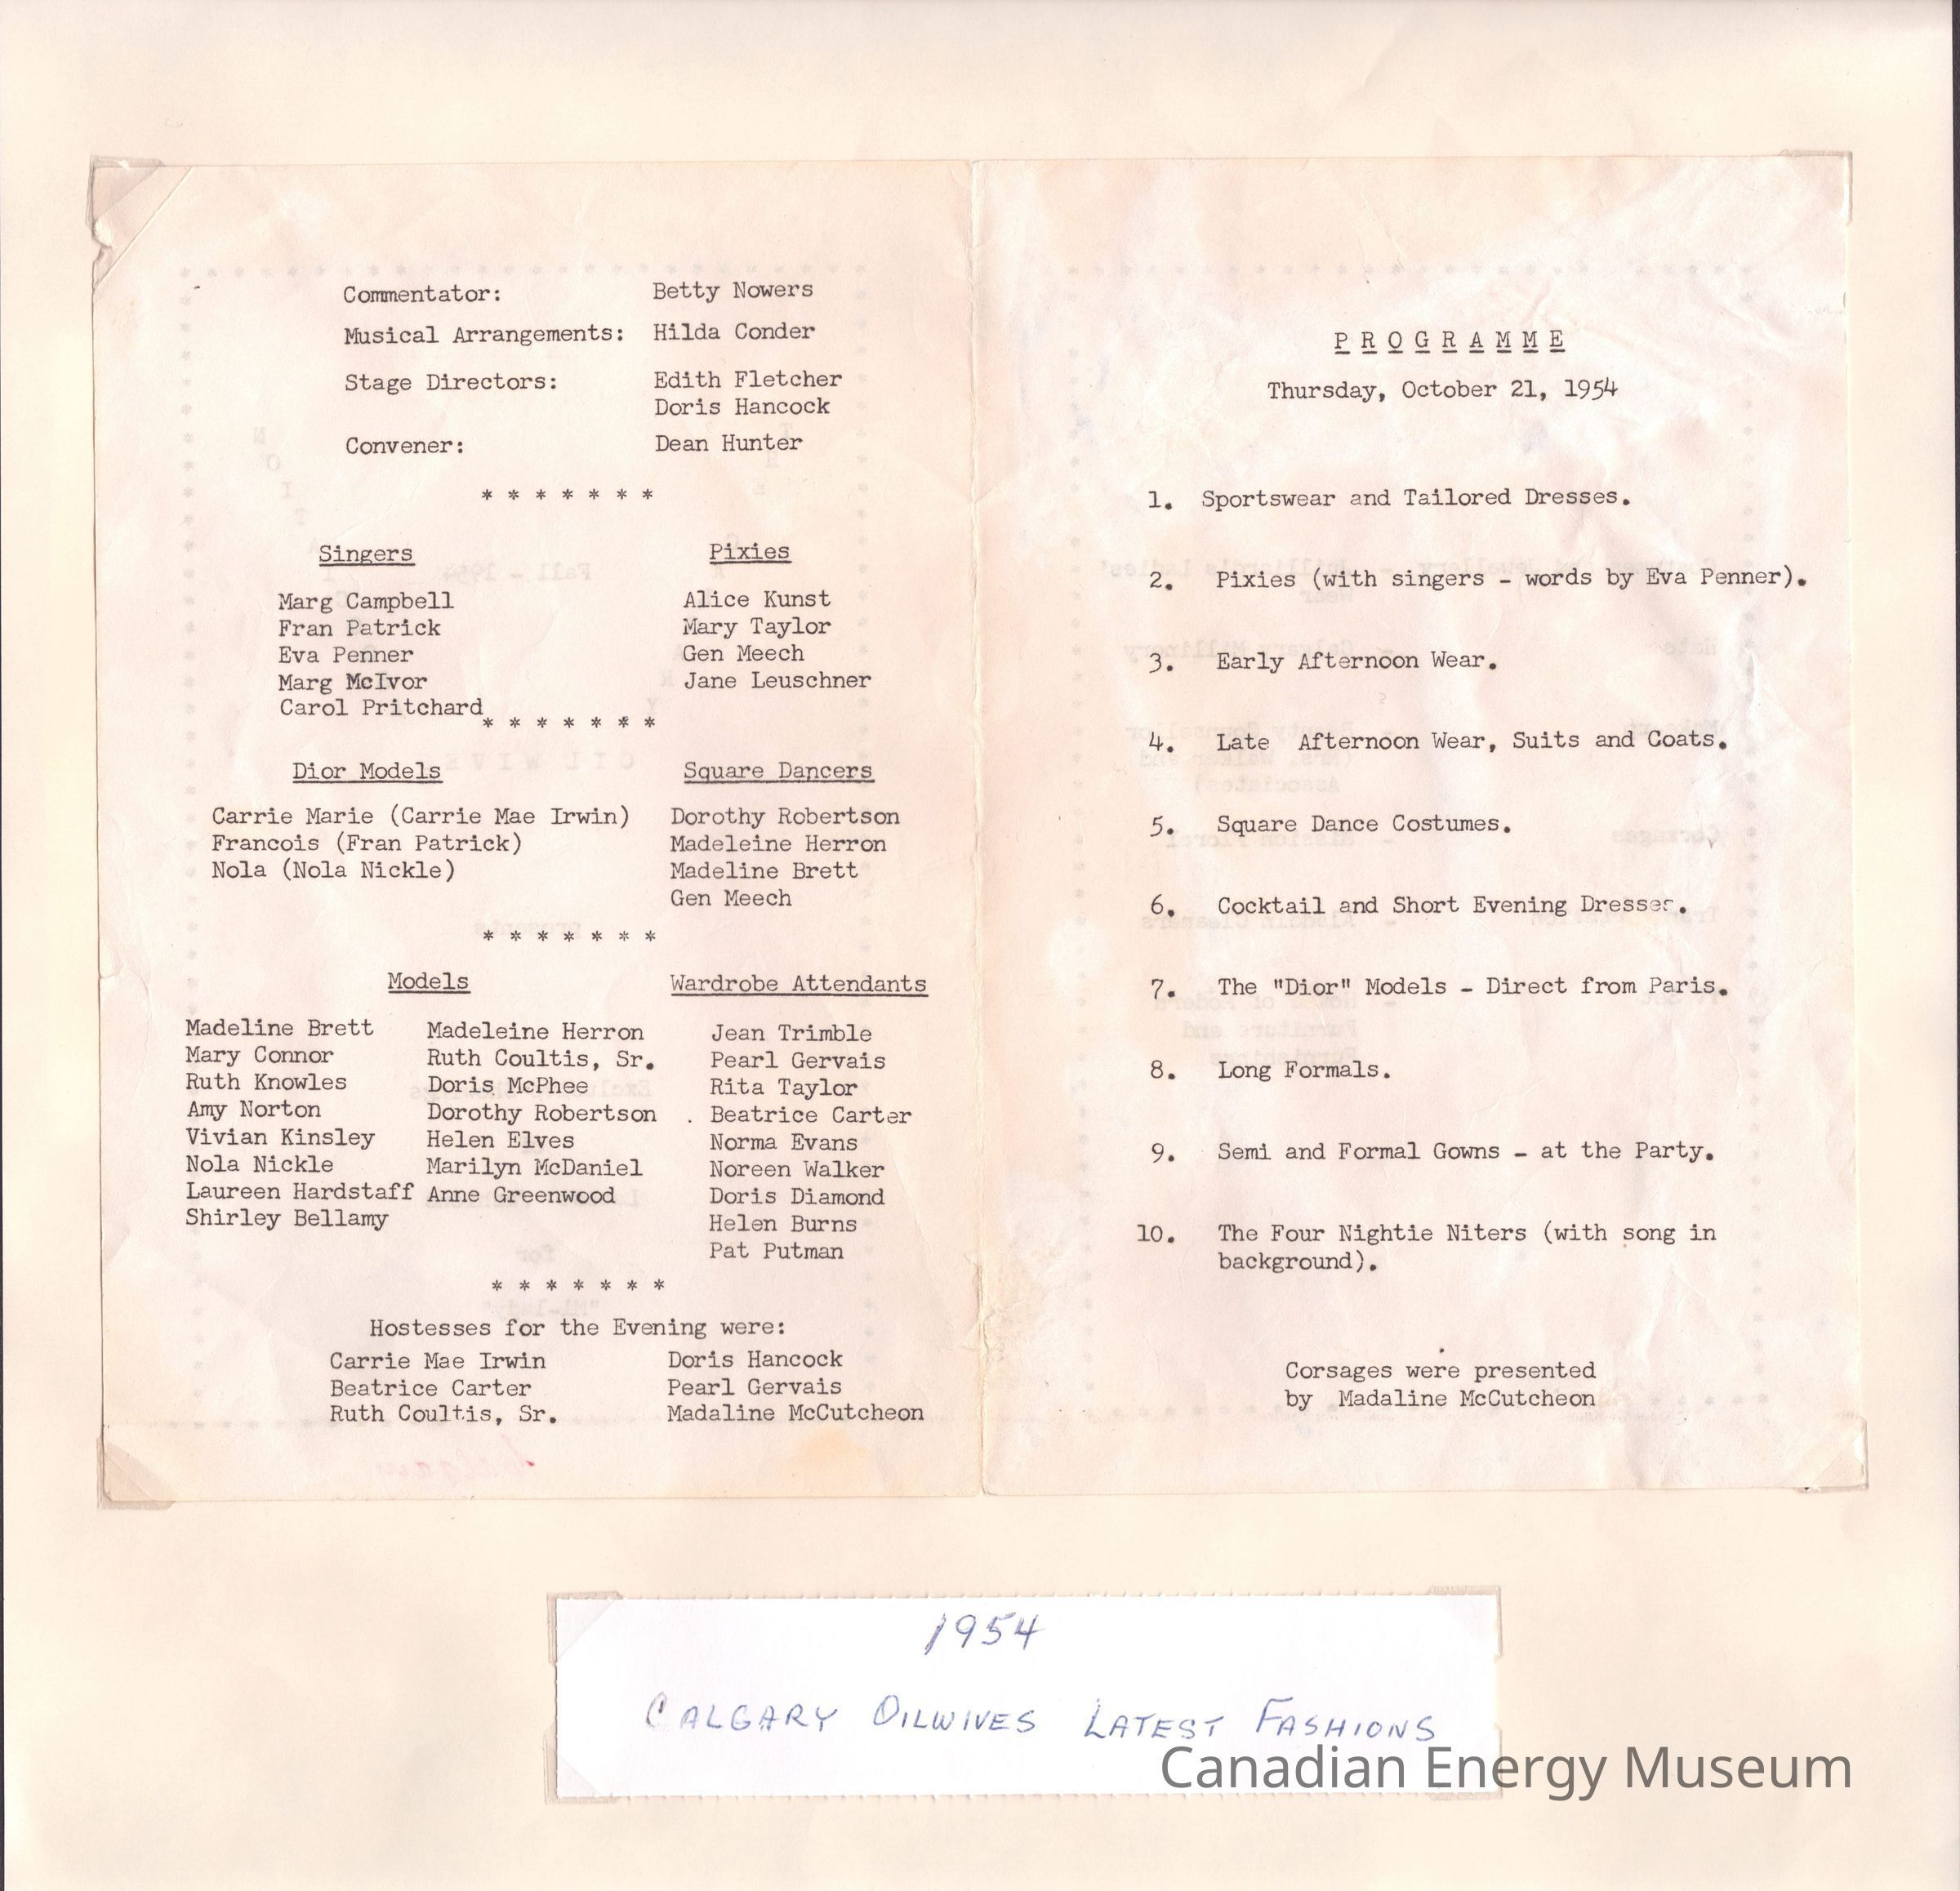 Commentator: Betty Nowers
Musical Arrangements: Hilda Conder
Stage Directors: Edith Fletcher
Doris Hancock
Convener: Dean Hunter
* * * * * * *
Singers
Marg Campbell
Fran Patrick
Eva Penner
Marg McIvor
Carol Pritchard
Pixies
Alice Kunst
Mary Taylor
Gen Meech
Jane Leuschner
* * * * * * *
Dior Models
Carrie Marie (Carrie Mae Irwin)
Francois (Fran Patrick)
Nola (Nola Nickle)
Square Dancers
Dorothy Robertson
Madeleine Herron
Madeline Brett
Gen Meech
* * * * * * *
Models
Madeline Brett
Mary Connor
Ruth Knowles
Amy Norton
Vivian Kinsley
Nola Nickle
Laureen Hardstaff
Shirley Bellamy
Madeleine Herron
Ruth Coultis, Sr.
Doris McPhee
Dorothy Robertson
Helen Elves
Marilyn McDaniel
Anne Greenwood
Wardrobe Attendants
Jean Trimble
Pearl Gervais
Rita Taylor
Beatrice Carter
Norma Evans
Noreen Walker
Doris Diamond
Helen Burns
Pat Putman
* * * * * * *
Hostesses for the Evening were:
Carrie Mae Irwin
Beatrice Carter
Ruth Coultis, Sr.
Doris Hancock
Pearl Gervais
Madaline McCutcheon
PROGRAMME
Thursday, October 21, 1954
1. Sportswear and Tailored Dresses.
2. Pixies (with singers - words by Eva Penner).
3. Early Afternoon Wear.
4. Late Afternoon Wear, Suits and Coats.
5. Square Dance Costumes.
6. Cocktail and Short Evening Dresses.
7. The "Dior" Models - Direct from Paris.
8. Long Formals.
9. Semi and Formal Gowns - at the Party.
10. The Four Nightie Niters (with song in
background).
Corsages were presented
by Madaline McCutcheon
1954
CALGARY OILWIVES LATEST FASHIONS
Canadian Energy Museum